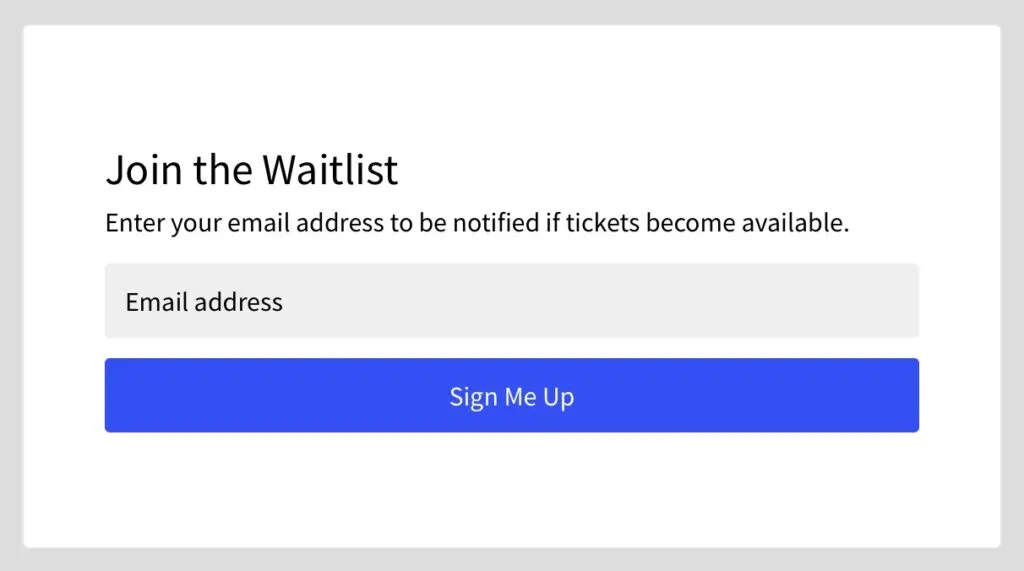 Join the Waitlist
Enter your email address to be notified if tickets become available.
Email address
Sign Me Up